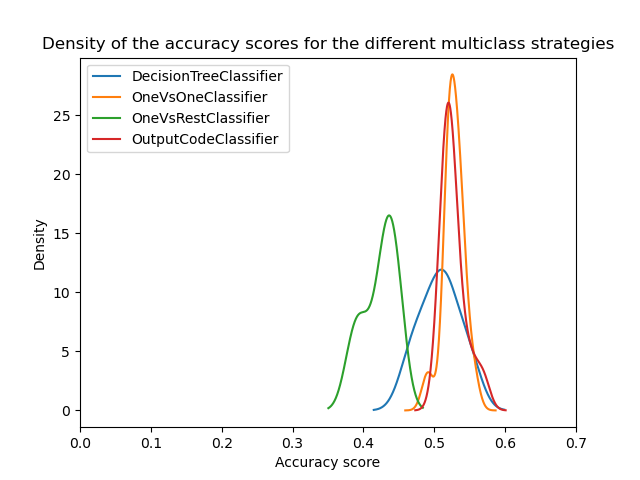 Density of the accuracy scores for the different multiclass strategies
DecisionTreeClassifier
OneVsOneClassifier
OneVsRestClassifier
OutputCodeClassifier
25
20
15
10
5
0
Density
0.0 0.1 0.2 0.3 0.4 0.5 0.6 0.7
Accuracy score